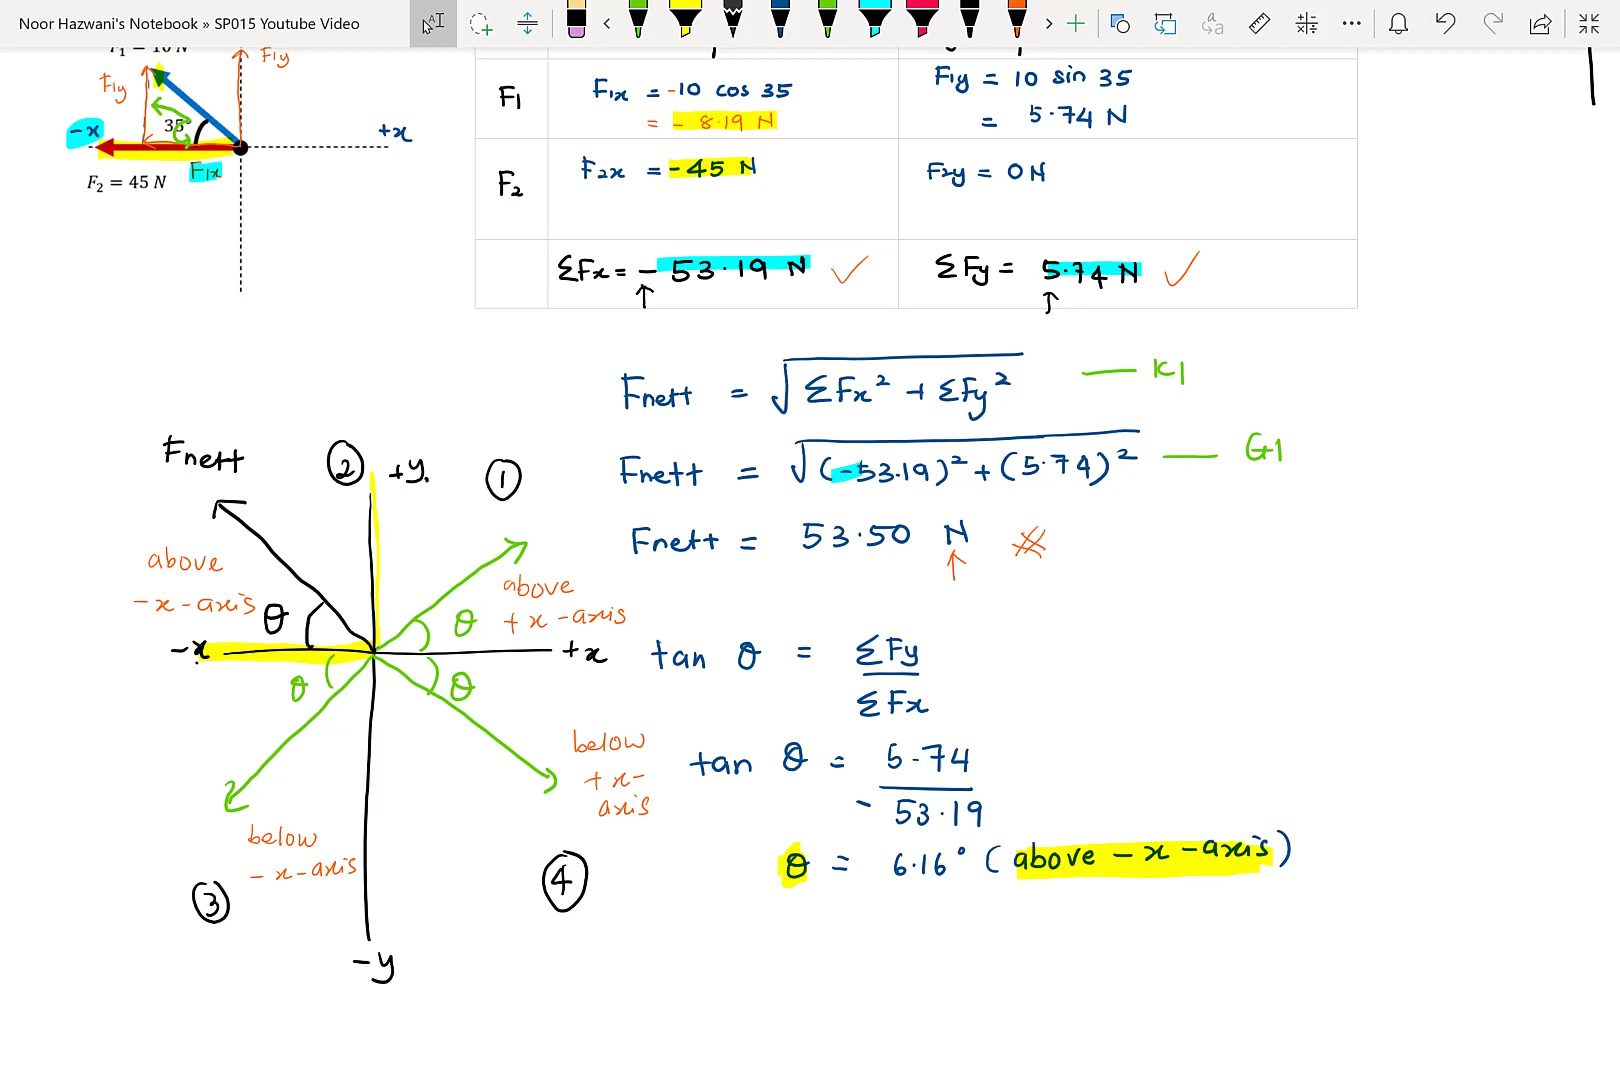 Noor Hazwani's Notebook » SP015 Youtube Video
F₁ = 10 N
F1y
F1y
35°
-x
+x
F1x
F₂ = 45 N
F1
F1x = -10 cos 35
= - 8.19 N
F1y = 10 sin 35
= 5.74 N
F2
F2x = -45 N
F2y = 0 N
ΣFx = - 53.19 N ✓
ΣFy = 5.74 N ✓
Fnett = √ΣFx² + ΣFy² — K1
Fnett = √(-53.19)² + (5.74)² — G1
Fnett = 53.50 N
tan θ = ΣFy
ΣFx
tan θ = 5.74
- 53.19
θ = 6.16° (above -x-axis)
Fnett
②
+y
①
above
-x-axis
θ
above
+x-axis
θ
-x
+x
θ
θ
below
+x-
axis
below
-x-axis
③
④
-y